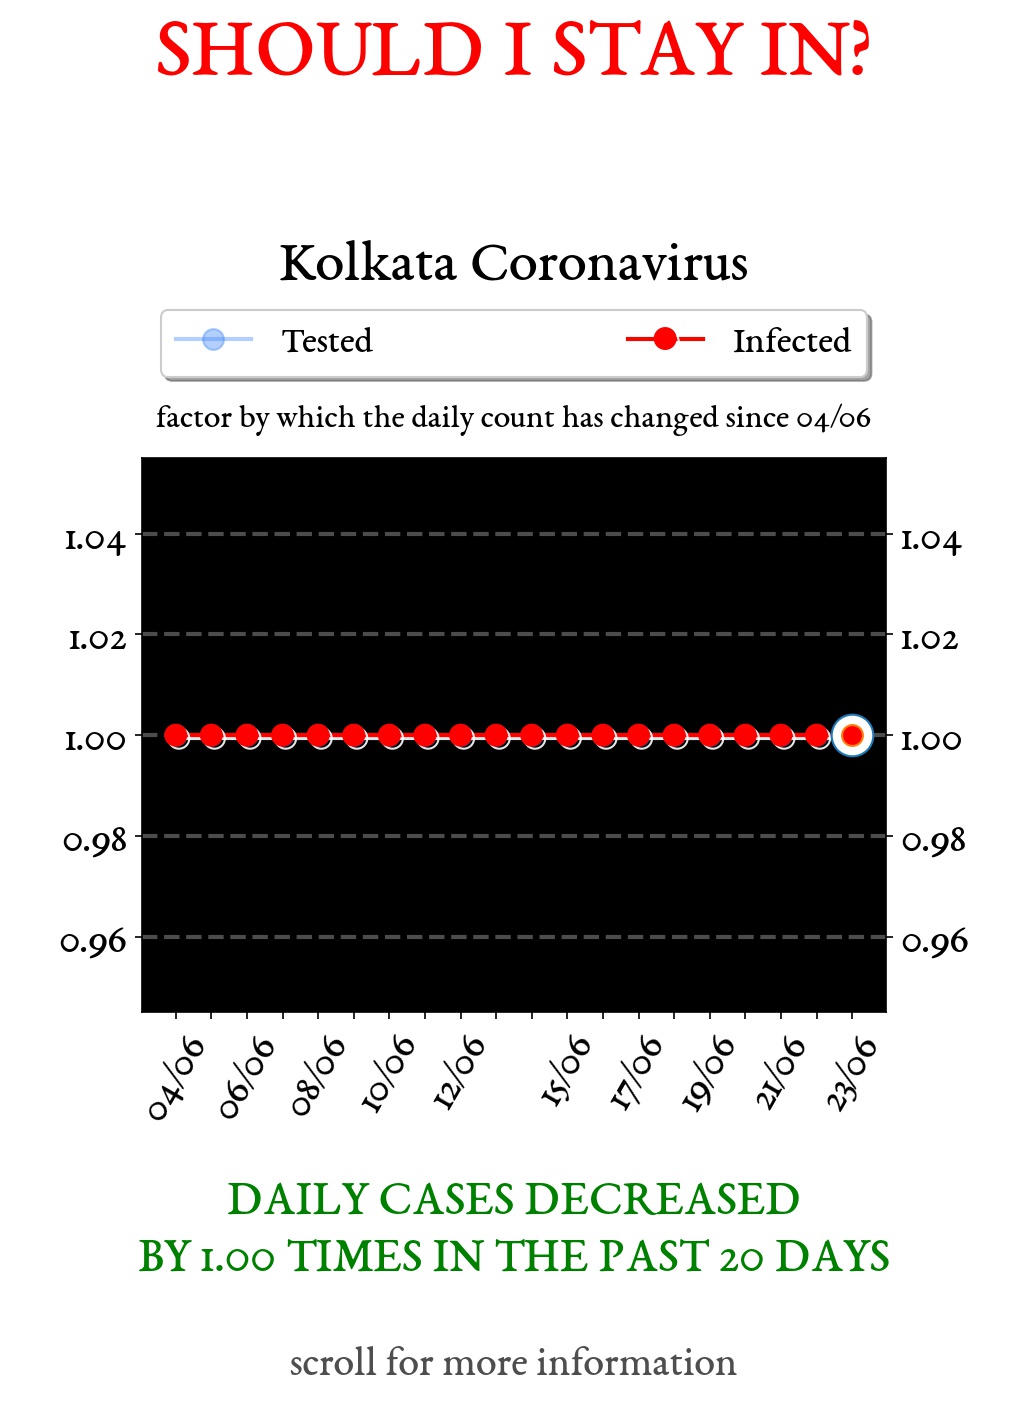 SHOULD I STAY IN?
Kolkata Coronavirus
Tested Infected
factor by which the daily count has changed since 04/06
1.04 1.04
1.02 1.02
1.00 1.00
0.98 0.98
0.96 0.96
04/06 06/06 08/06 10/06 12/06 15/06 17/06 19/06 21/06 23/06
DAILY CASES DECREASED
BY 1.00 TIMES IN THE PAST 20 DAYS
scroll for more information